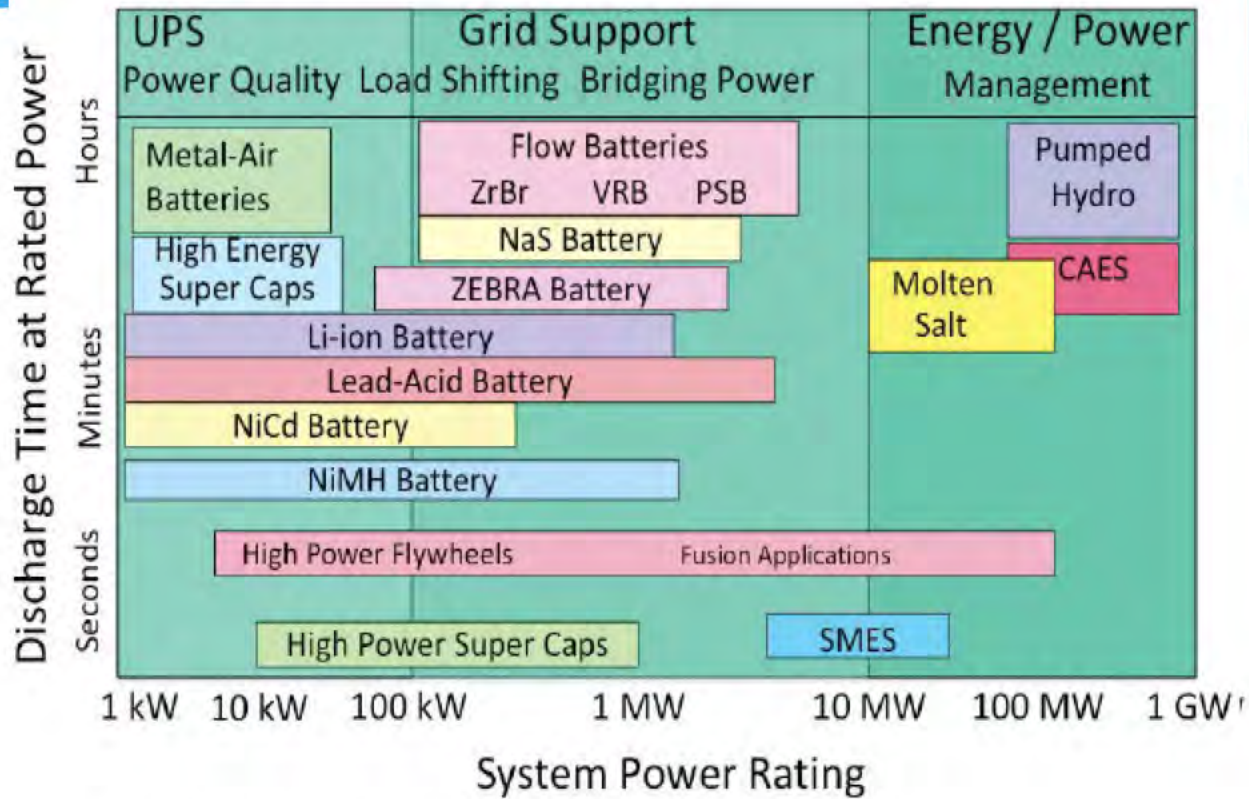 UPS
Grid Support
Energy / Power
Power Quality Load Shifting Bridging Power
Management
Discharge Time at Rated Power
Hours
Minutes
Seconds
Metal-Air
Batteries
Flow Batteries
ZrBr VRB PSB
Pumped
Hydro
High Energy
Super Caps
NaS Battery
ZEBRA Battery
CAES
Molten
Salt
Li-ion Battery
Lead-Acid Battery
NiCd Battery
NiMH Battery
High Power Flywheels
Fusion Applications
High Power Super Caps
SMES
1 kW 10 kW 100 kW 1 MW 10 MW 100 MW 1 GW
System Power Rating